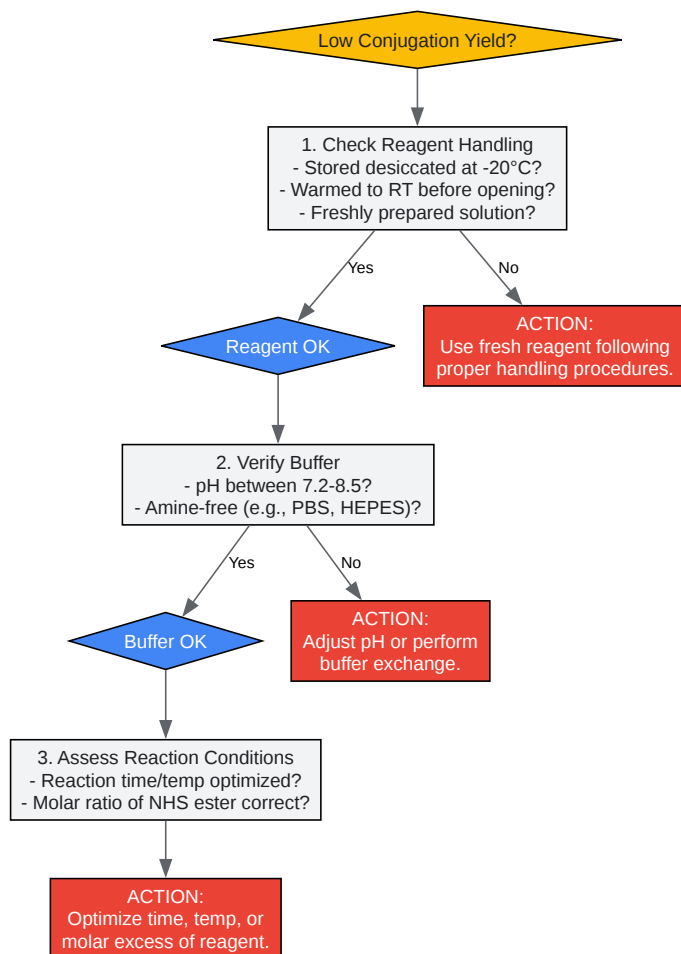 Low Conjugation Yield?
1. Check Reagent Handling
- Stored desiccated at -20°C?
- Warmed to RT before opening?
- Freshly prepared solution?
Yes
No
Reagent OK
ACTION:
Use fresh reagent following
proper handling procedures.
2. Verify Buffer
- pH between 7.2-8.5?
- Amine-free (e.g., PBS, HEPES)?
Yes
No
Buffer OK
ACTION:
Adjust pH or perform
buffer exchange.
3. Assess Reaction Conditions
- Reaction time/temp optimized?
- Molar ratio of NHS ester correct?
ACTION:
Optimize time, temp, or
molar excess of reagent.